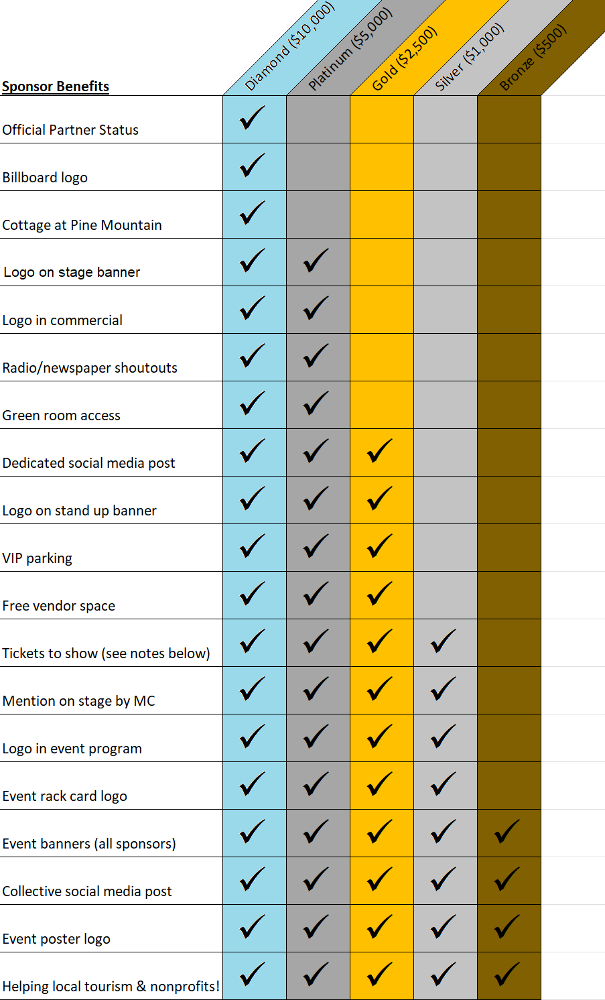 Diamond ($10,000)
Platinum ($5,000)
Gold ($2,500)
Silver ($1,000)
Bronze ($500)
Sponsor Benefits
Official Partner Status ✓
Billboard logo ✓
Cottage at Pine Mountain ✓
Logo on stage banner ✓ ✓
Logo in commercial ✓ ✓
Radio/newspaper shoutouts ✓ ✓
Green room access ✓ ✓
Dedicated social media post ✓ ✓ ✓
Logo on stand up banner ✓ ✓ ✓
VIP parking ✓ ✓ ✓
Free vendor space ✓ ✓ ✓
Tickets to show (see notes below) ✓ ✓ ✓ ✓
Mention on stage by MC ✓ ✓ ✓ ✓
Logo in event program ✓ ✓ ✓ ✓
Event rack card logo ✓ ✓ ✓ ✓
Event banners (all sponsors) ✓ ✓ ✓ ✓ ✓
Collective social media post ✓ ✓ ✓ ✓ ✓
Event poster logo ✓ ✓ ✓ ✓ ✓
Helping local tourism & nonprofits! ✓ ✓ ✓ ✓ ✓